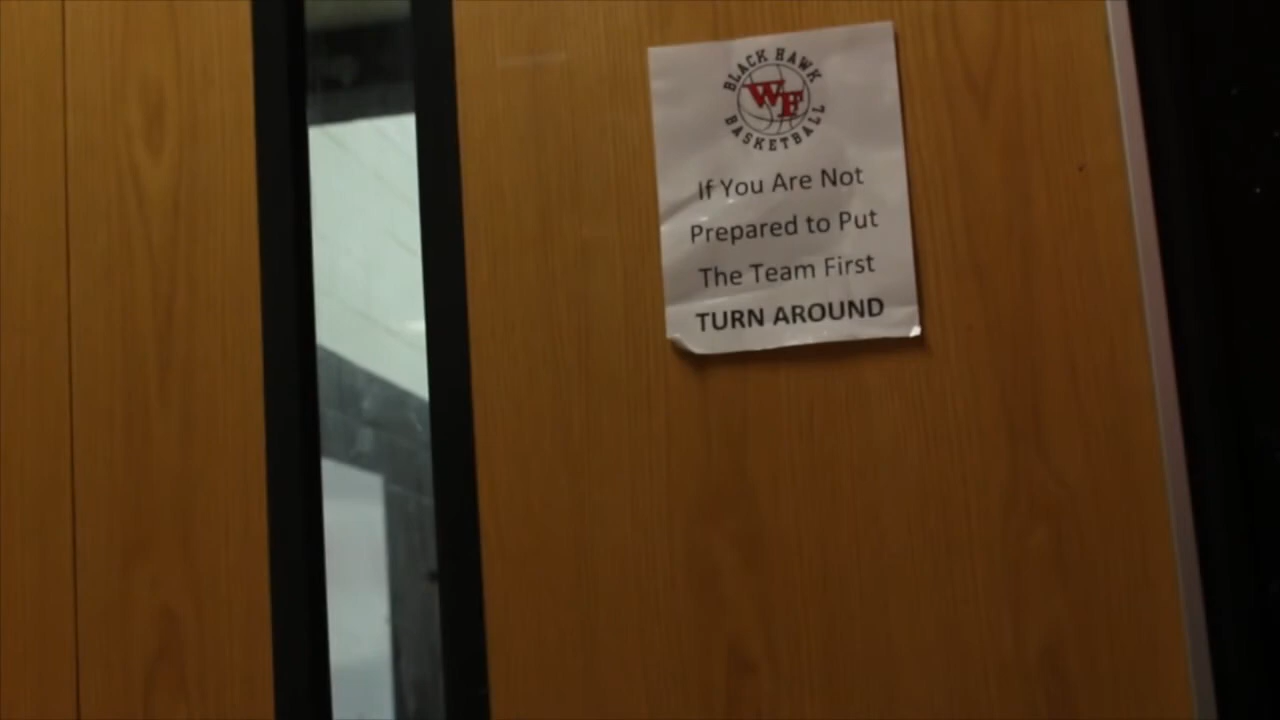 BLACK HAWK
WF
BASKETBALL
If You Are Not
Prepared to Put
The Team First
TURN AROUND